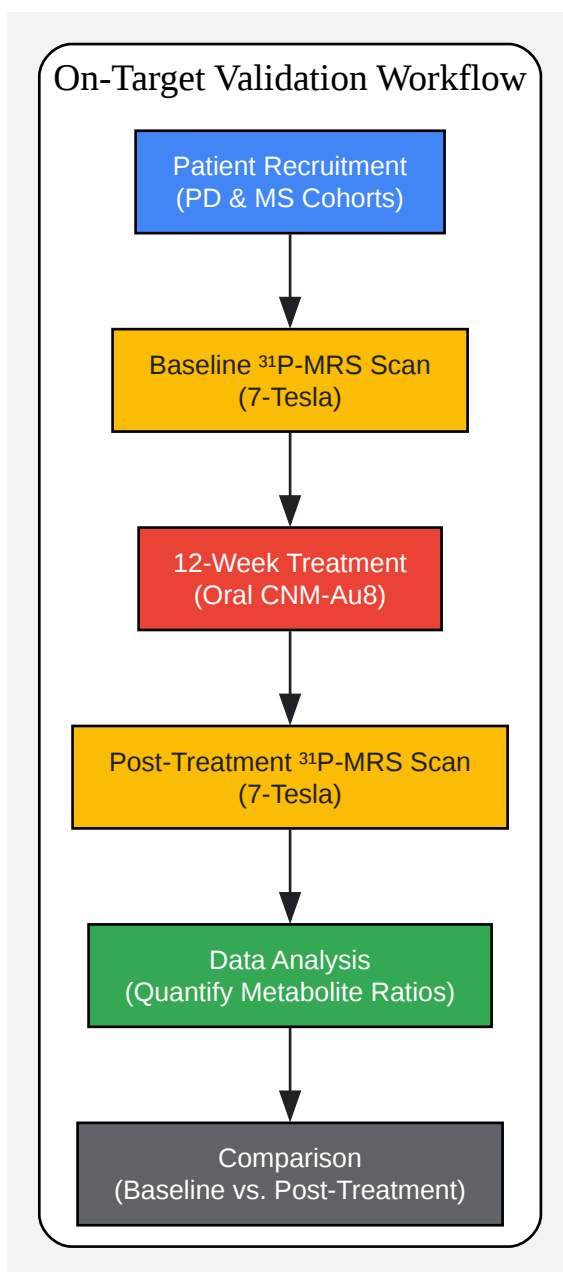 On-Target Validation Workflow
Patient Recruitment
(PD & MS Cohorts)
Baseline ³¹P-MRS Scan
(7-Tesla)
12-Week Treatment
(Oral CNM-Au8)
Post-Treatment ³¹P-MRS Scan
(7-Tesla)
Data Analysis
(Quantify Metabolite Ratios)
Comparison
(Baseline vs. Post-Treatment)